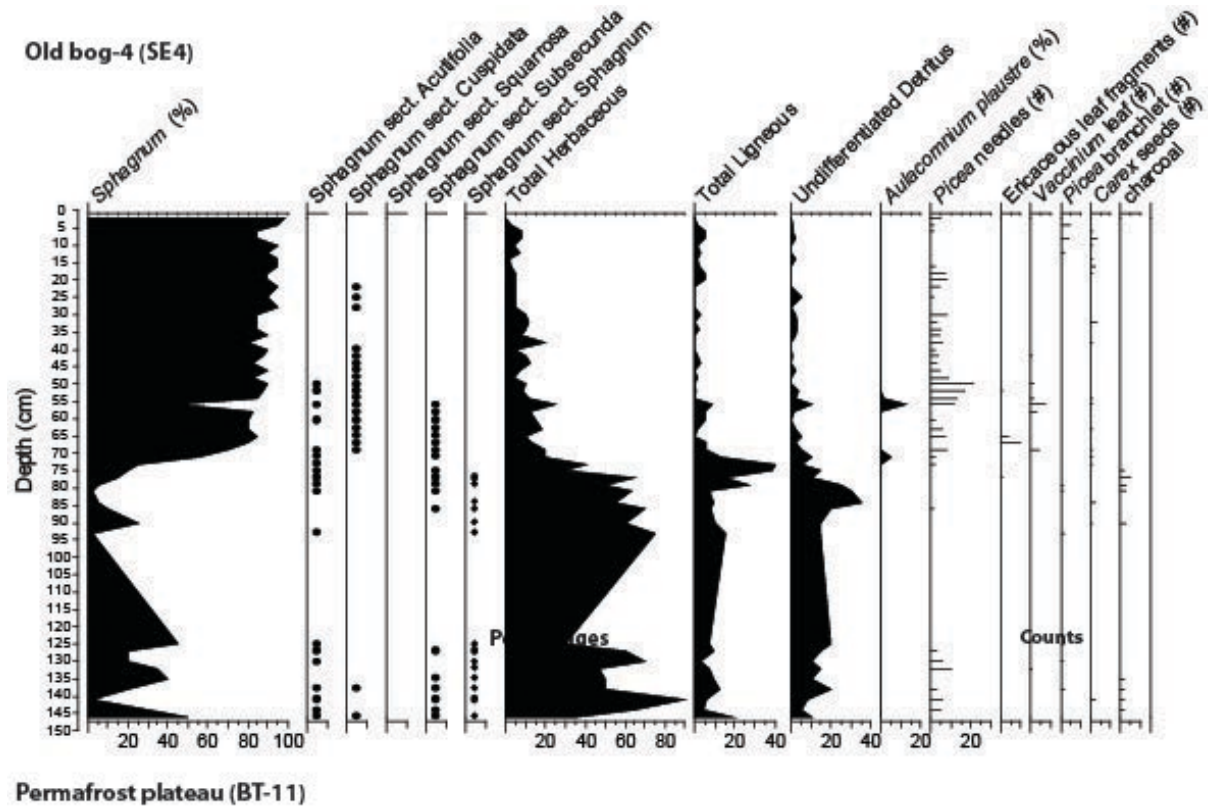 Old bog-4 (SE4)
Sphagnum (%)
Sphagnum sect. Acutifolia
Sphagnum sect. Cuspidata
Sphagnum sect. Squarrosa
Sphagnum sect. Subsecunda
Sphagnum sect. Sphagnum
Total Herbaceous
Total Ligneous
Undifferentiated Detritus
Aulacomnium plaustre (%)
Picea needles (#)
Ericaceous leaf fragments (#)
Vaccinium leaf (#)
Picea branchlet (#)
Carex seeds (#)
charcoal
Depth (cm)
0
5
10
15
20
25
30
35
40
45
50
55
60
65
70
75
80
85
90
95
100
105
110
115
120
125
130
135
140
145
150
Counts
20 40 60 80 100 20 40 60 80 20 40 20 40 20
Permafrost plateau (BT-11)